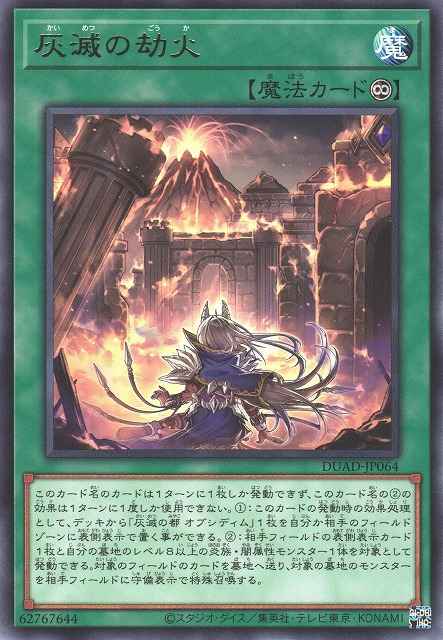 灰滅の劫火
かいめつ ごうか
魔
【魔法カード】
まほう
DUAD-JP064
このカード名のカードは1ターンに1枚しか発動できず、このカード名の②の
効果は1ターンに1度しか使用できない。①:このカードの発動時の効果処理
として、デッキから「灰滅の都 オブシディム」1枚を自分か相手のフィールド
ゾーンに表側表示で置く事ができる。②:相手フィールドの表側表示カード
1枚と自分の墓地のレベル8以上の炎族・闇属性モンスター1体を対象として
発動できる。対象のフィールドのカードを墓地へ送り、対象の墓地のモンスター
を相手フィールドに守備表示で特殊召喚する。
62767644
©スタジオ・ダイス/集英社・テレビ東京・KONAMI